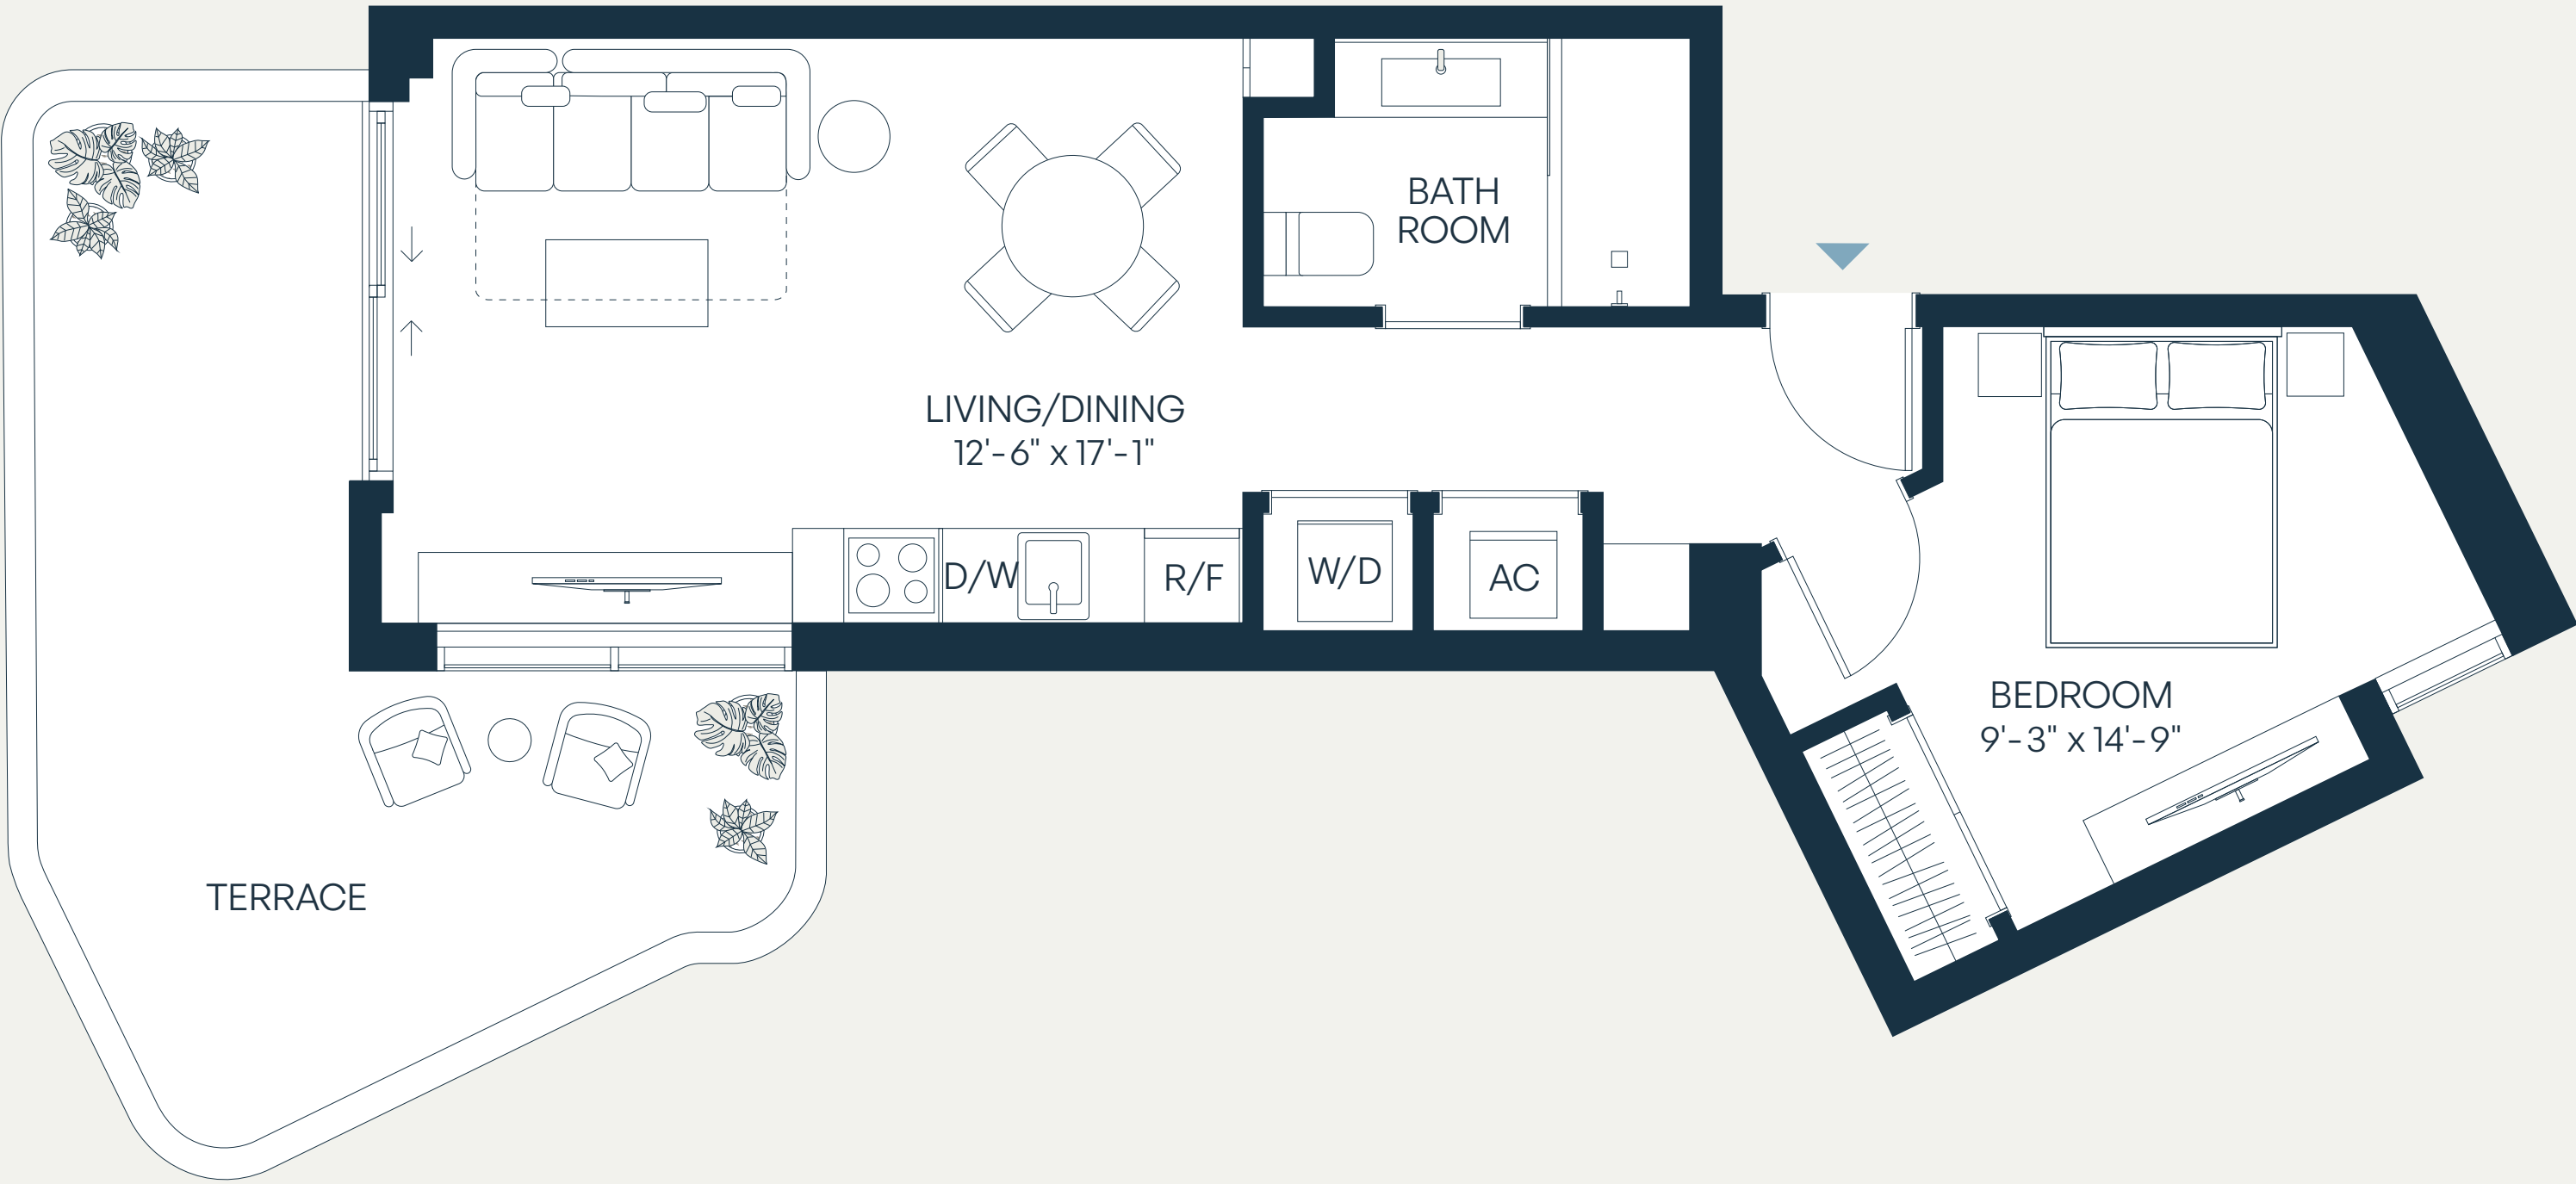 BATH
ROOM
LIVING/DINING
12'-6" x 17'-1"
D/W
R/F
W/D
AC
BEDROOM
9'-3" x 14'-9"
TERRACE